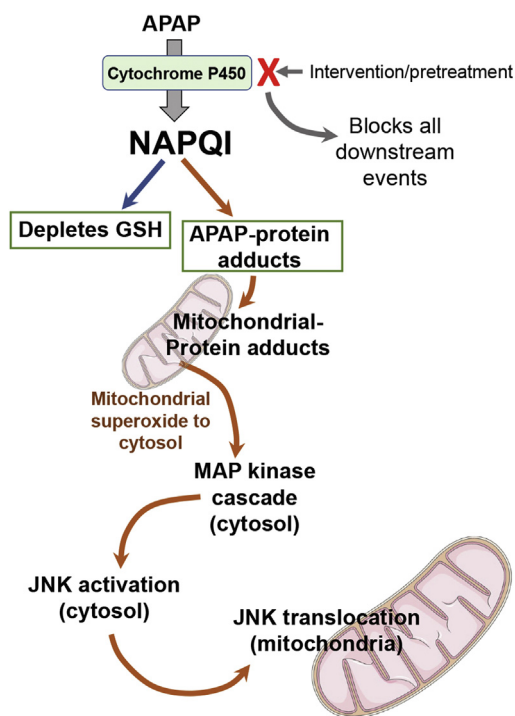 APAP
Cytochrome P450
X
Intervention/pretreatment
Blocks all
downstream
events
NAPQI
Depletes GSH
APAP-protein
adducts
Mitochondrial-
Protein adducts
Mitochondrial
superoxide to
cytosol
MAP kinase
cascade
(cytosol)
JNK activation
(cytosol)
JNK translocation
(mitochondria)